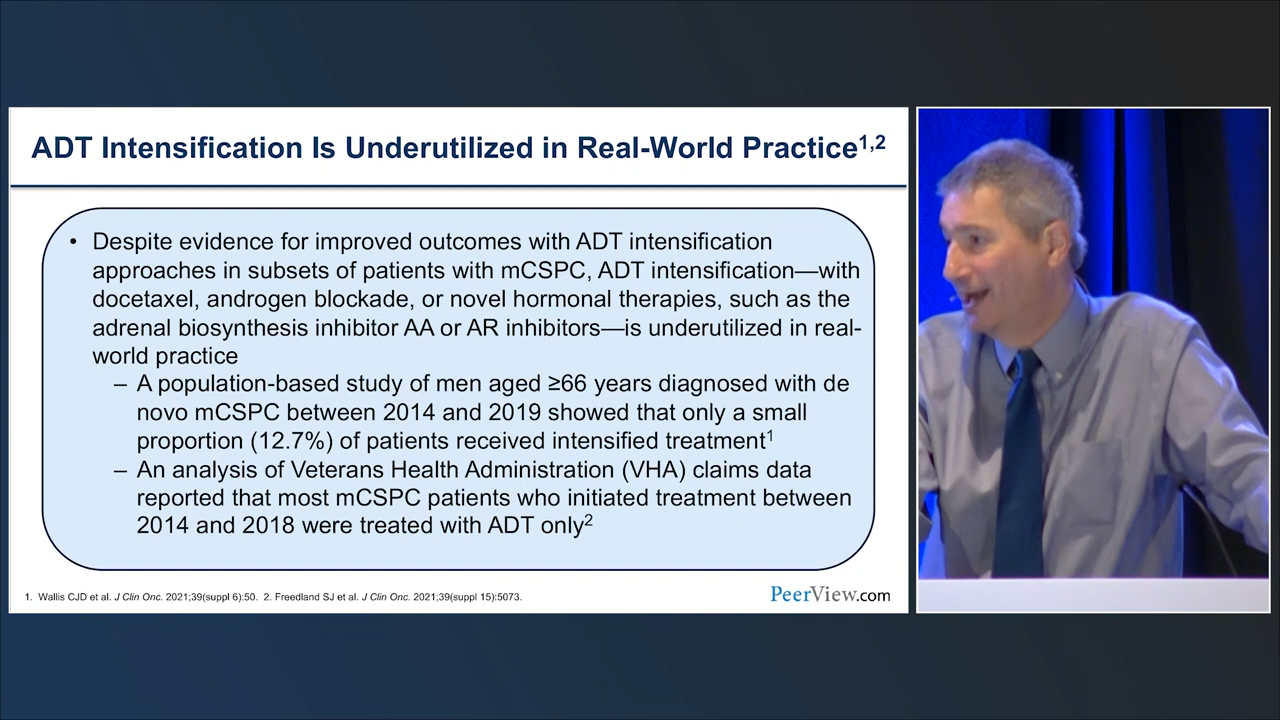 ADT Intensification Is Underutilized in Real-World Practice1,2
• Despite evidence for improved outcomes with ADT intensification
approaches in subsets of patients with mCSPC, ADT intensification—with
docetaxel, androgen blockade, or novel hormonal therapies, such as the
adrenal biosynthesis inhibitor AA or AR inhibitors—is underutilized in real-
world practice
– A population-based study of men aged ≥66 years diagnosed with de
novo mCSPC between 2014 and 2019 showed that only a small
proportion (12.7%) of patients received intensified treatment1
– An analysis of Veterans Health Administration (VHA) claims data
reported that most mCSPC patients who initiated treatment between
2014 and 2018 were treated with ADT only2
1. Wallis CJD et al. J Clin Onc. 2021;39(suppl 6):50. 2. Freedland SJ et al. J Clin Onc. 2021;39(suppl 15):5073.
PeerView.com